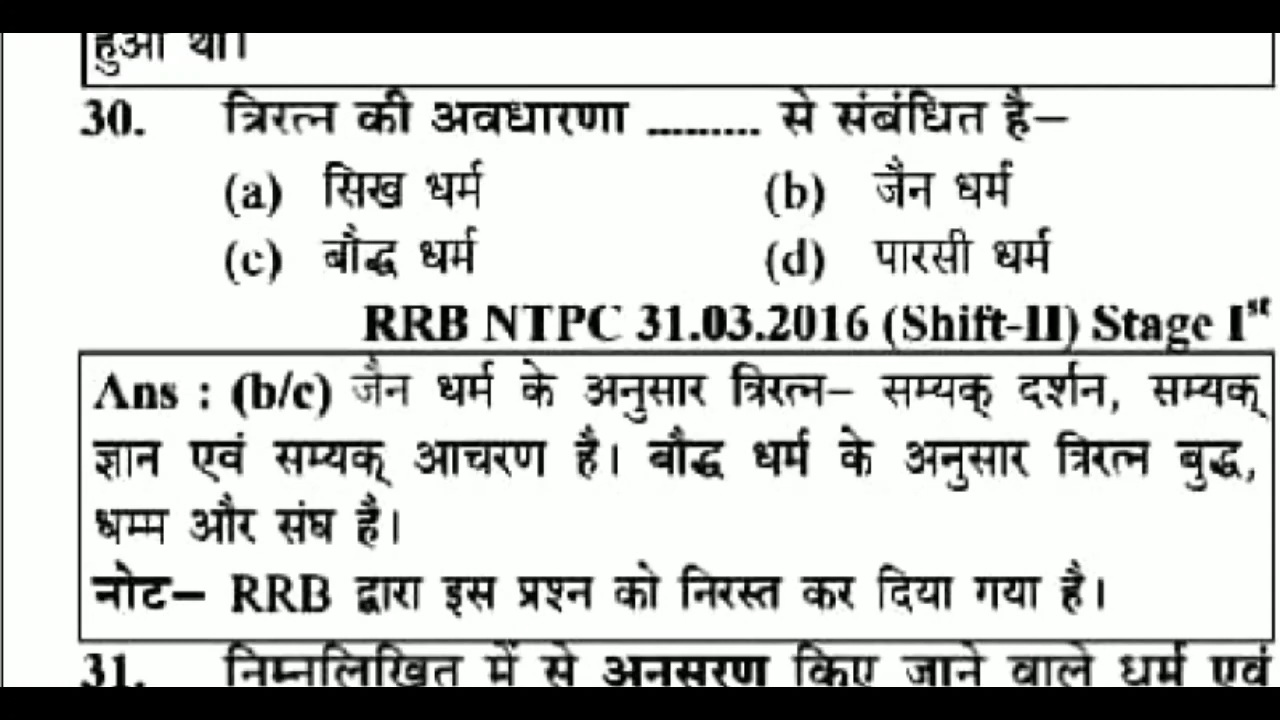 हुआ था।
30. त्रिरत्न की अवधारणा ......... से संबंधित है–
(a) सिख धर्म (b) जैन धर्म
(c) बौद्ध धर्म (d) पारसी धर्म
RRB NTPC 31.03.2016 (Shift-II) Stage Ist
Ans : (b/c) जैन धर्म के अनुसार त्रिरत्न– सम्यक् दर्शन, सम्यक्
ज्ञान एवं सम्यक् आचरण है। बौद्ध धर्म के अनुसार त्रिरत्न बुद्ध,
धम्म और संघ है।
नोट– RRB द्वारा इस प्रश्न को निरस्त कर दिया गया है।
31. निम्नलिखित में से अनुसरण किए जाने वाले धर्म एवं